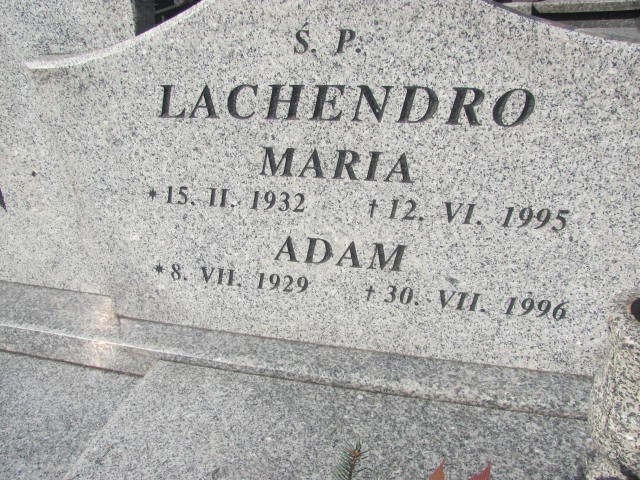 Ś. P.
LACHENDRO
MARIA
*15. II. 1932 †12. VI. 1995
ADAM
*8. VII. 1929 †30. VII. 1996